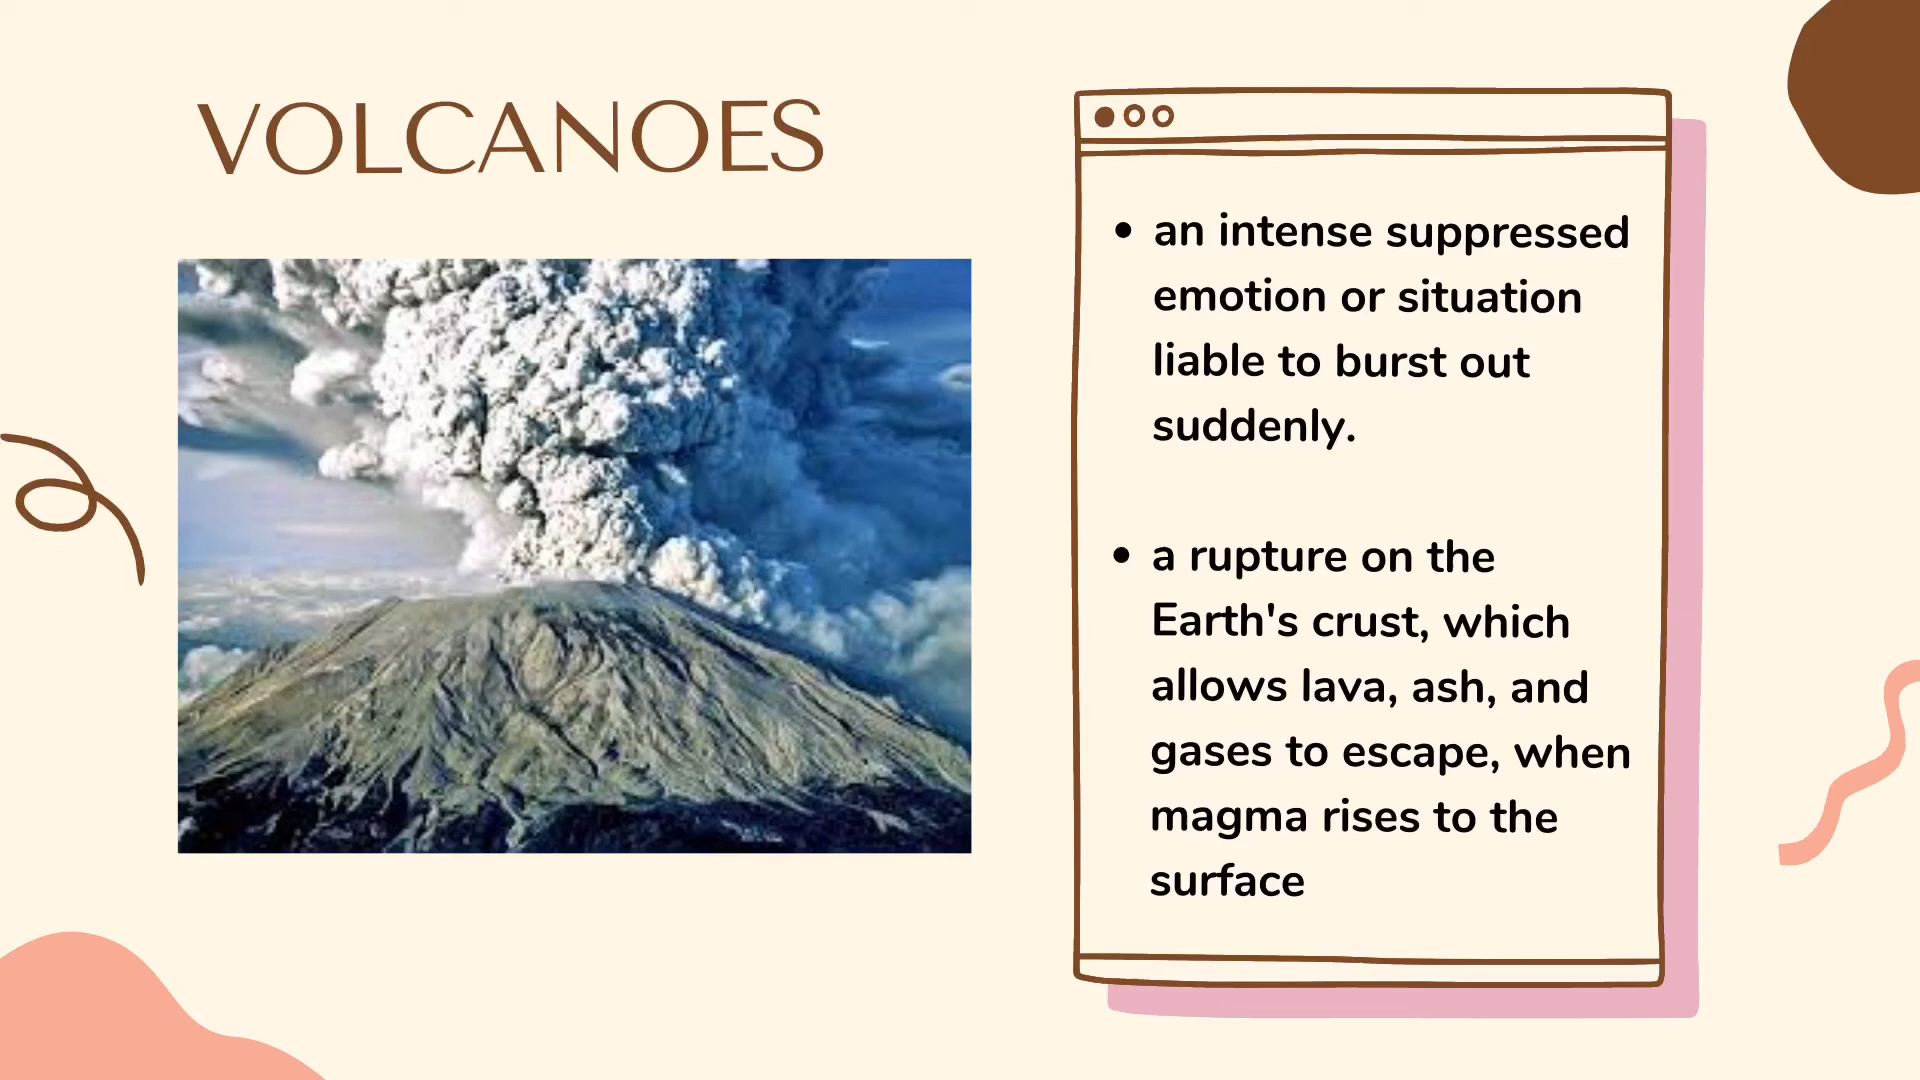 VOLCANOES
• an intense suppressed
emotion or situation
liable to burst out
suddenly.
• a rupture on the
Earth's crust, which
allows lava, ash, and
gases to escape, when
magma rises to the
surface